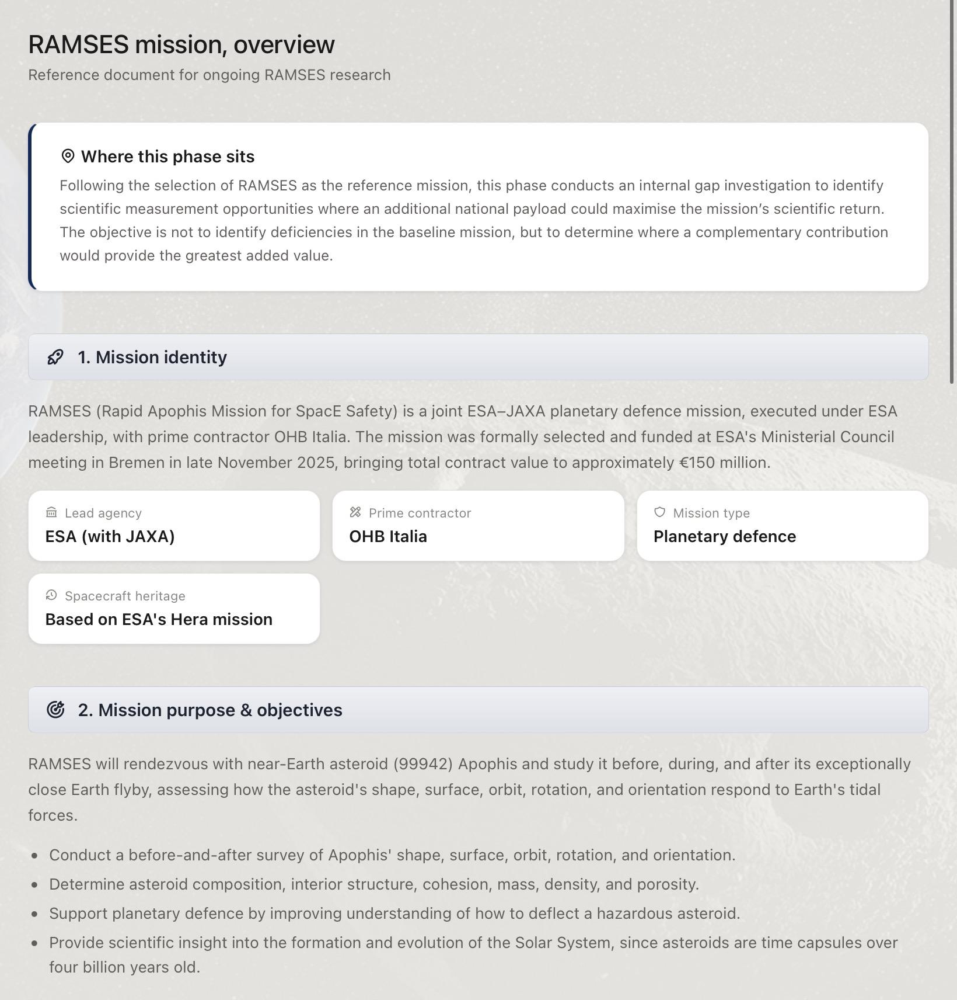 RAMSES mission, overview
Reference document for ongoing RAMSES research
Where this phase sits
Following the selection of RAMSES as the reference mission, this phase conducts an internal gap investigation to identify
scientific measurement opportunities where an additional national payload could maximise the mission’s scientific return.
The objective is not to identify deficiencies in the baseline mission, but to determine where a complementary contribution
would provide the greatest added value.
1. Mission identity
RAMSES (Rapid Apophis Mission for SpacE Safety) is a joint ESA–JAXA planetary defence mission, executed under ESA
leadership, with prime contractor OHB Italia. The mission was formally selected and funded at ESA's Ministerial Council
meeting in Bremen in late November 2025, bringing total contract value to approximately €150 million.
Lead agency
ESA (with JAXA)
Prime contractor
OHB Italia
Mission type
Planetary defence
Spacecraft heritage
Based on ESA's Hera mission
2. Mission purpose & objectives
RAMSES will rendezvous with near-Earth asteroid (99942) Apophis and study it before, during, and after its exceptionally
close Earth flyby, assessing how the asteroid's shape, surface, orbit, rotation, and orientation respond to Earth's tidal
forces.
• Conduct a before-and-after survey of Apophis' shape, surface, orbit, rotation, and orientation.
• Determine asteroid composition, interior structure, cohesion, mass, density, and porosity.
• Support planetary defence by improving understanding of how to deflect a hazardous asteroid.
• Provide scientific insight into the formation and evolution of the Solar System, since asteroids are time capsules over
four billion years old.